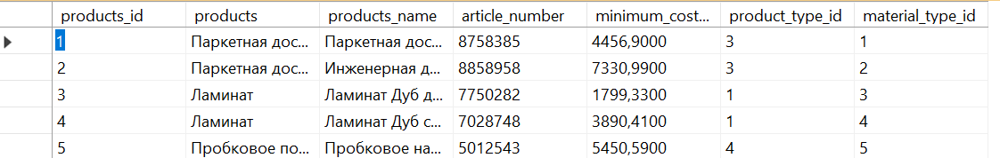 products_id products products_name article_number minimum_cost... product_type_id material_type_id
1 Паркетная дос... Паркетная дос... 8758385 4456,9000 3 1
2 Паркетная дос... Инженерная д... 8858958 7330,9900 3 2
3 Ламинат Ламинат Дуб д... 7750282 1799,3300 1 3
4 Ламинат Ламинат Дуб с... 7028748 3890,4100 1 4
5 Пробковое по... Пробковое на... 5012543 5450,5900 4 5